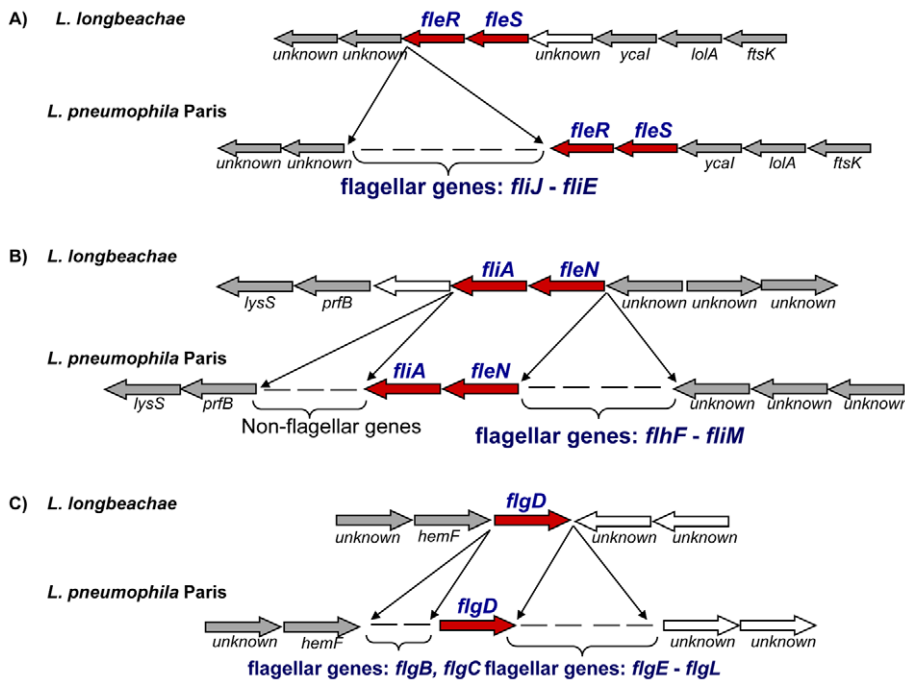 A) L. longbeachae
fleR fleS
unknown unknown unknown ycaI lolA ftsK
L. pneumophila Paris
fleR fleS
unknown unknown ycaI lolA ftsK
flagellar genes: fliJ - fliE
B) L. longbeachae
fliA fleN
lysS prfB unknown unknown unknown
L. pneumophila Paris
fliA fleN
lysS prfB unknown unknown unknown
Non-flagellar genes
flagellar genes: flhF - fliM
C) L. longbeachae
flgD
unknown hemF unknown unknown
L. pneumophila Paris
flgD
unknown hemF unknown unknown
flagellar genes: flgB, flgC flagellar genes: flgE - flgL